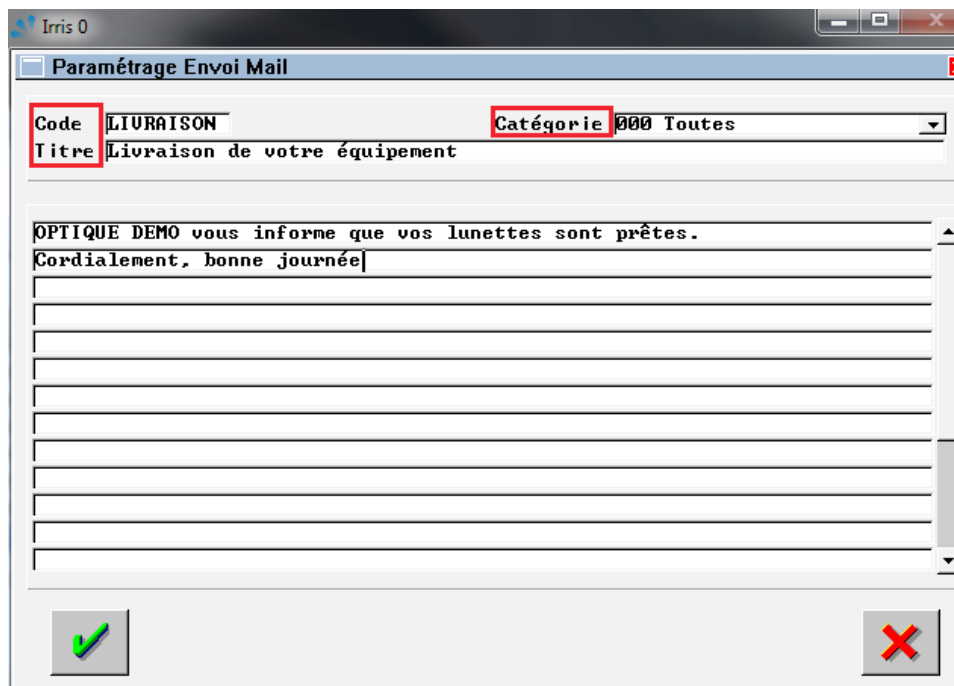 Irris 0
Paramétrage Envoi Mail
Code LIVRAISON Catégorie 000 Toutes
Titre Livraison de votre équipement
OPTIQUE DEMO vous informe que vos lunettes sont prêtes.
Cordialement, bonne journée